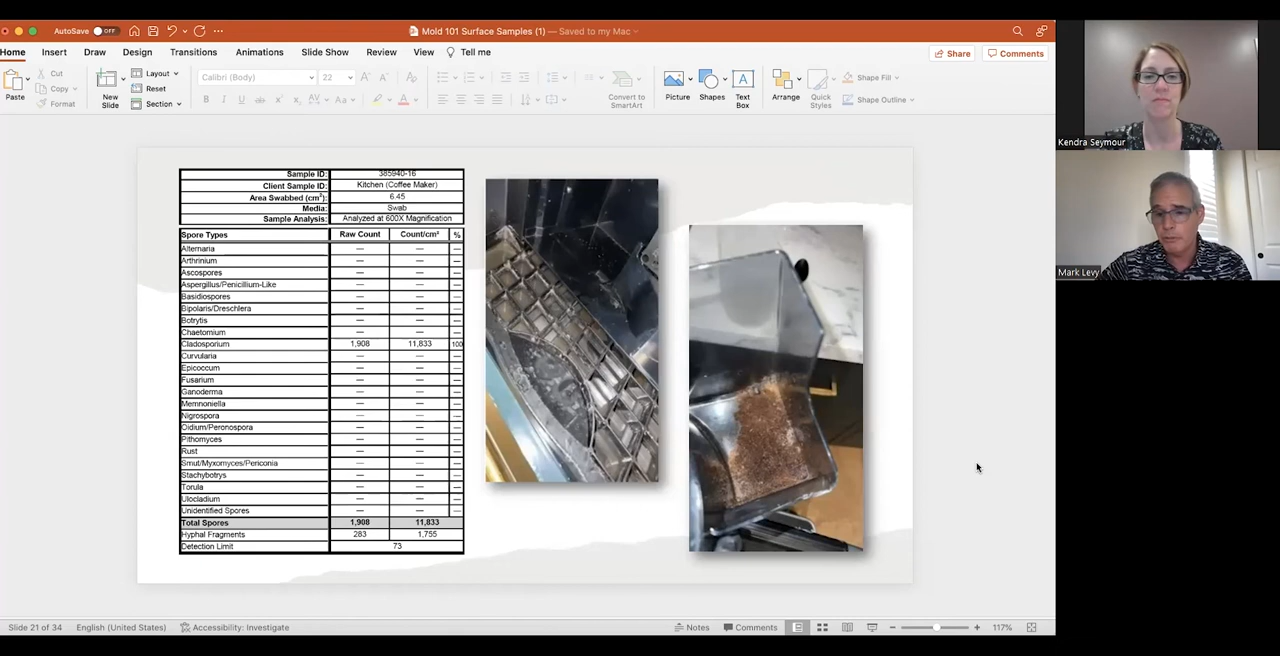 AutoSave OFF
Mold 101 Surface Samples (1) — Saved to my Mac
Home Insert Draw Design Transitions Animations Slide Show Review View Tell me
Share Comments
Paste
Cut
Copy
Format
New Slide
Layout
Reset
Section
Calibri (Body) 22
Convert to SmartArt
Picture
Shapes
Text Box
Arrange
Quick Styles
Shape Fill
Shape Outline
Kendra Seymour
Mark Levy
Sample ID: 385940-16
Client Sample ID: Kitchen (Coffee Maker)
Area Swabbed (cm²): 6.45
Media: Swab
Sample Analysis: Analyzed at 600X Magnification
Spore Types Raw Count Count/cm² %
Alternaria — — —
Arthrinium — — —
Ascospores — — —
Aspergillus/Penicillium-Like — — —
Basidiospores — — —
Bipolaris/Dreschlera — — —
Botrytis — — —
Chaetomium — — —
Cladosporium 1,908 11,833 100
Curvularia — — —
Epicoccum — — —
Fusarium — — —
Ganoderma — — —
Memnoniella — — —
Nigrospora — — —
Oidium/Peronospora — — —
Pithomyces — — —
Rust — — —
Smut/Myxomyces/Periconia — — —
Stachybotrys — — —
Torula — — —
Ulocladium — — —
Unidentified Spores — — —
Total Spores 1,908 11,833
Hyphal Fragments 283 1,755
Detection Limit 73
Slide 21 of 34 English (United States) Accessibility: Investigate Notes Comments 117%